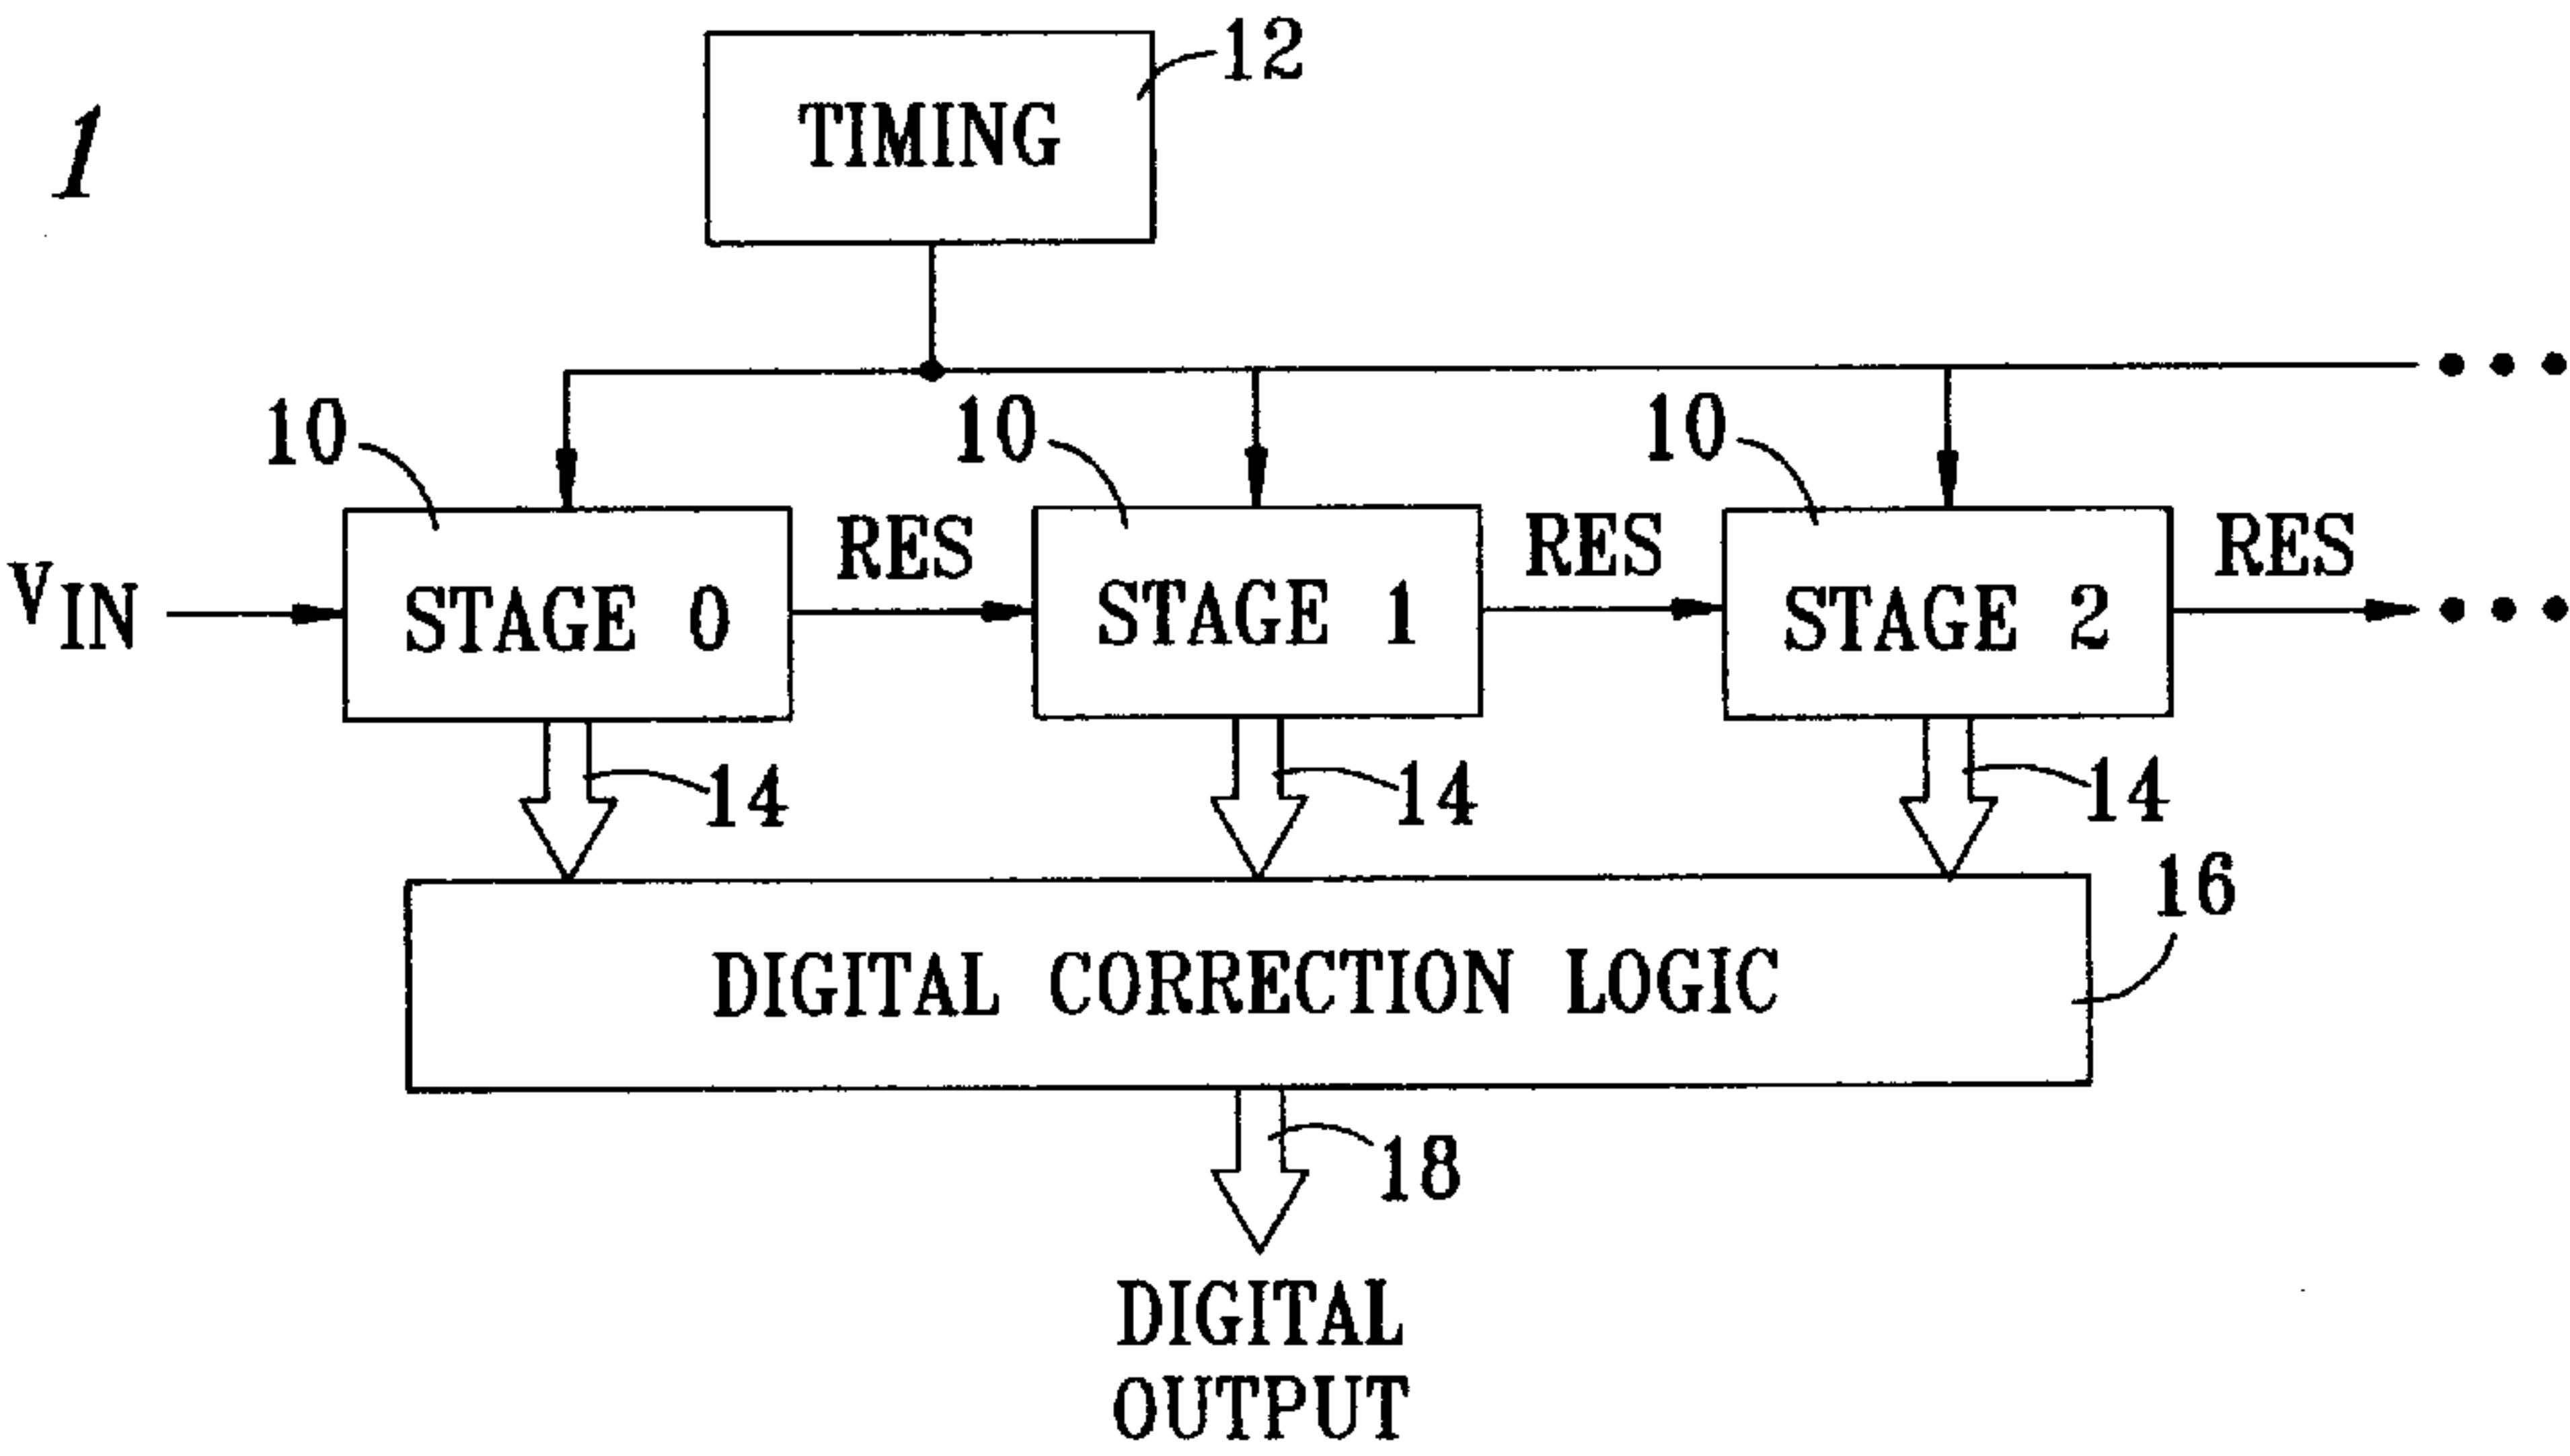 1
12
TIMING
10
10
10
RES
RES
RES
VIN
STAGE 0
STAGE 1
STAGE 2
14
14
14
16
DIGITAL CORRECTION LOGIC
18
DIGITAL
OUTPUT